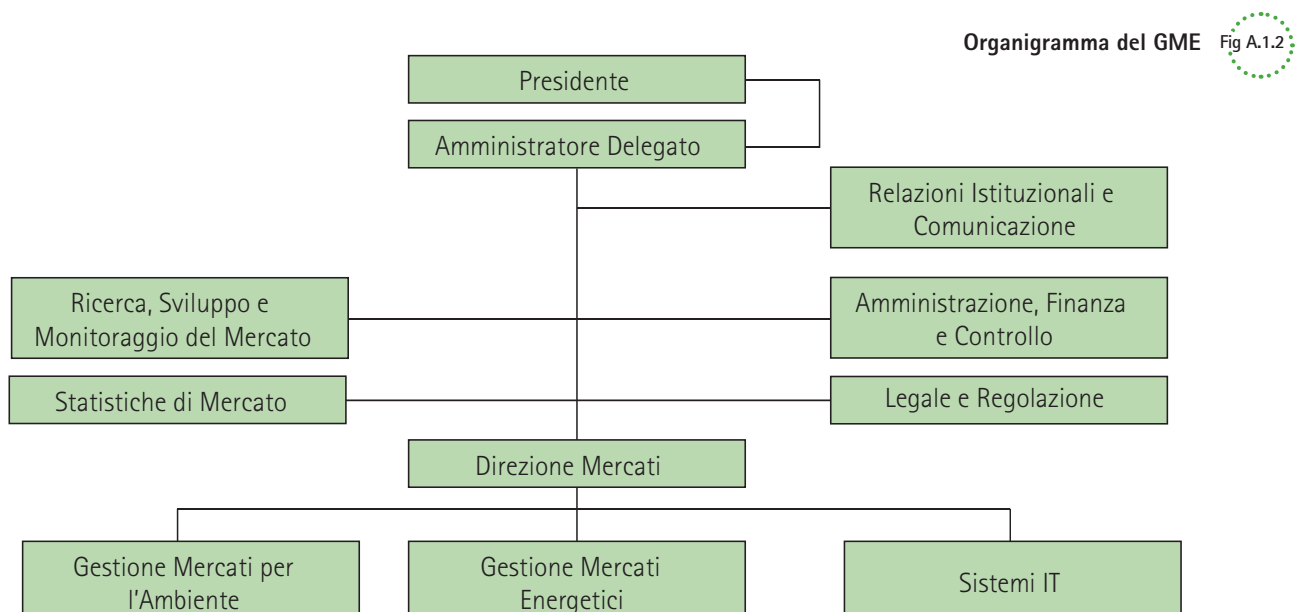 Organigramma del GME Fig A.1.2
Presidente
Amministratore Delegato
Relazioni Istituzionali e
Comunicazione
Ricerca, Sviluppo e
Monitoraggio del Mercato
Amministrazione, Finanza
e Controllo
Statistiche di Mercato
Legale e Regolazione
Direzione Mercati
Gestione Mercati per
l'Ambiente
Gestione Mercati
Energetici
Sistemi IT